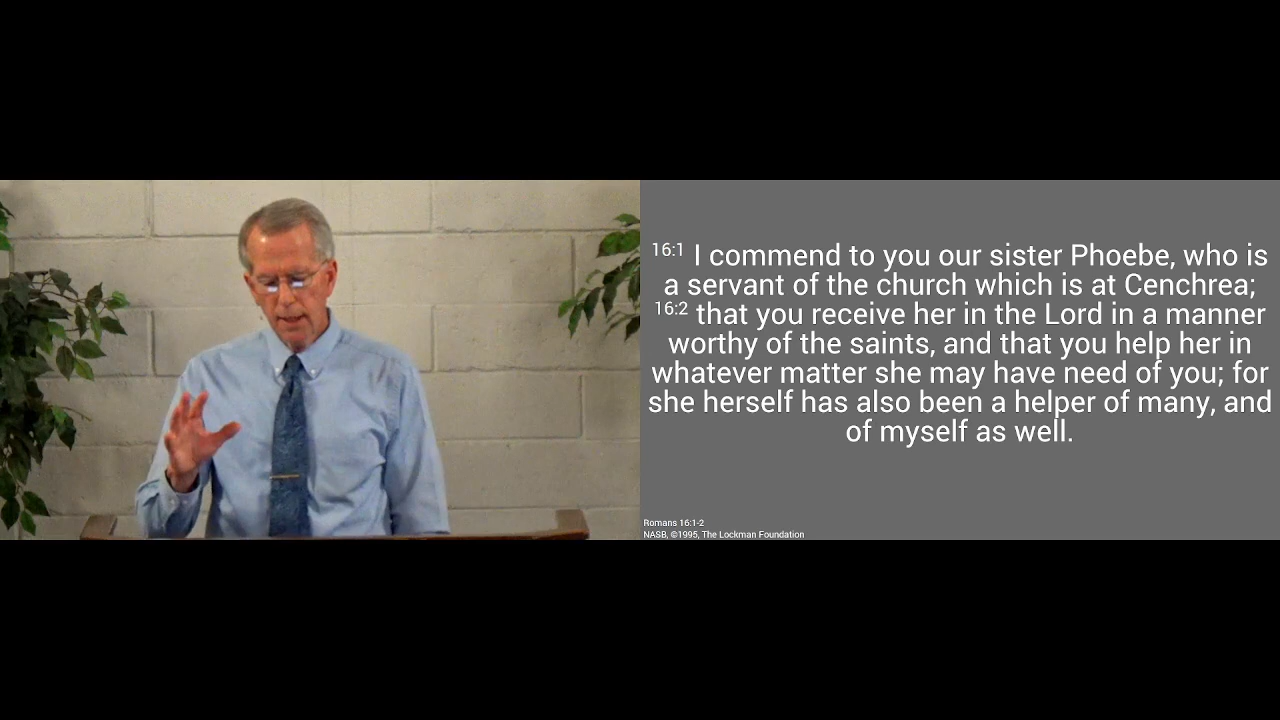 16:1 I commend to you our sister Phoebe, who is
a servant of the church which is at Cenchrea;
16:2 that you receive her in the Lord in a manner
worthy of the saints, and that you help her in
whatever matter she may have need of you; for
she herself has also been a helper of many, and
of myself as well.
Romans 16:1-2
NASB, ©1995, The Lockman Foundation